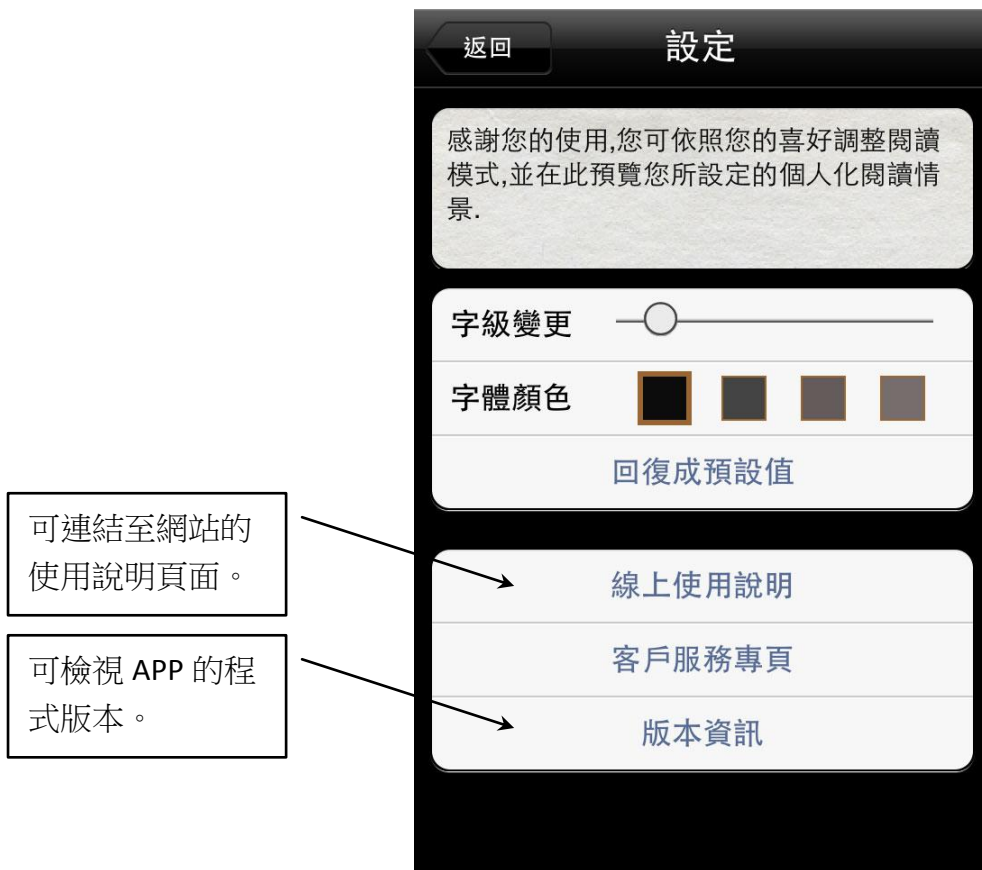 返回
設定
感謝您的使用,您可依照您的喜好調整閱讀
模式,並在此預覽您所設定的個人化閱讀情
景.
字級變更
字體顏色
回復成預設值
可連結至網站的
使用說明頁面。
線上使用說明
客戶服務專頁
可檢視 APP 的程
式版本。
版本資訊